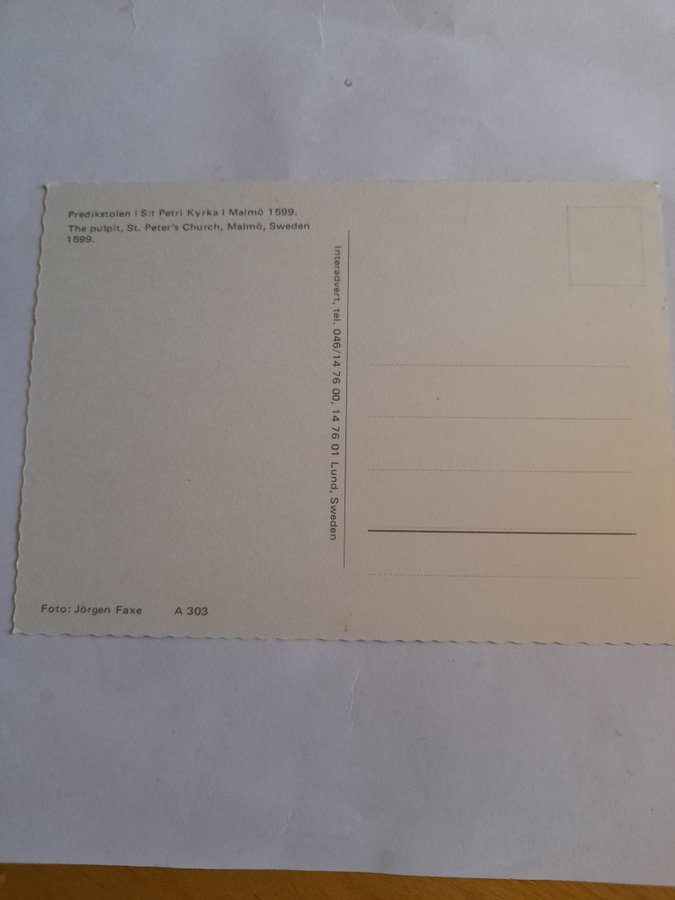 Predikstolen i S:t Petri Kyrka i Malmö 1599.
The pulpit, St. Peter's Church, Malmö, Sweden
1599.
Interadvert, tel. 046/14 76 00, 14 76 01 Lund, Sweden
Foto: Jörgen Faxe A 303